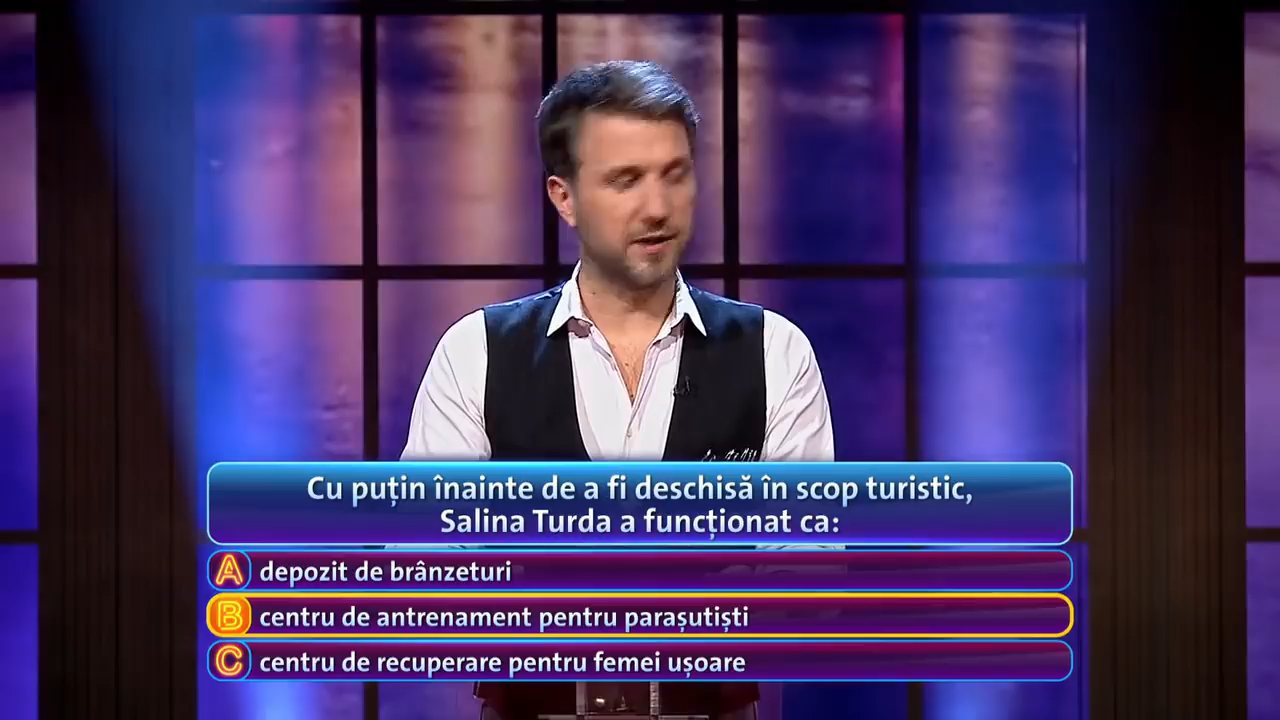 Cu puțin înainte de a fi deschisă în scop turistic,
Salina Turda a funcționat ca:
A depozit de brânzeturi
B centru de antrenament pentru parașutiști
C centru de recuperare pentru femei ușoare